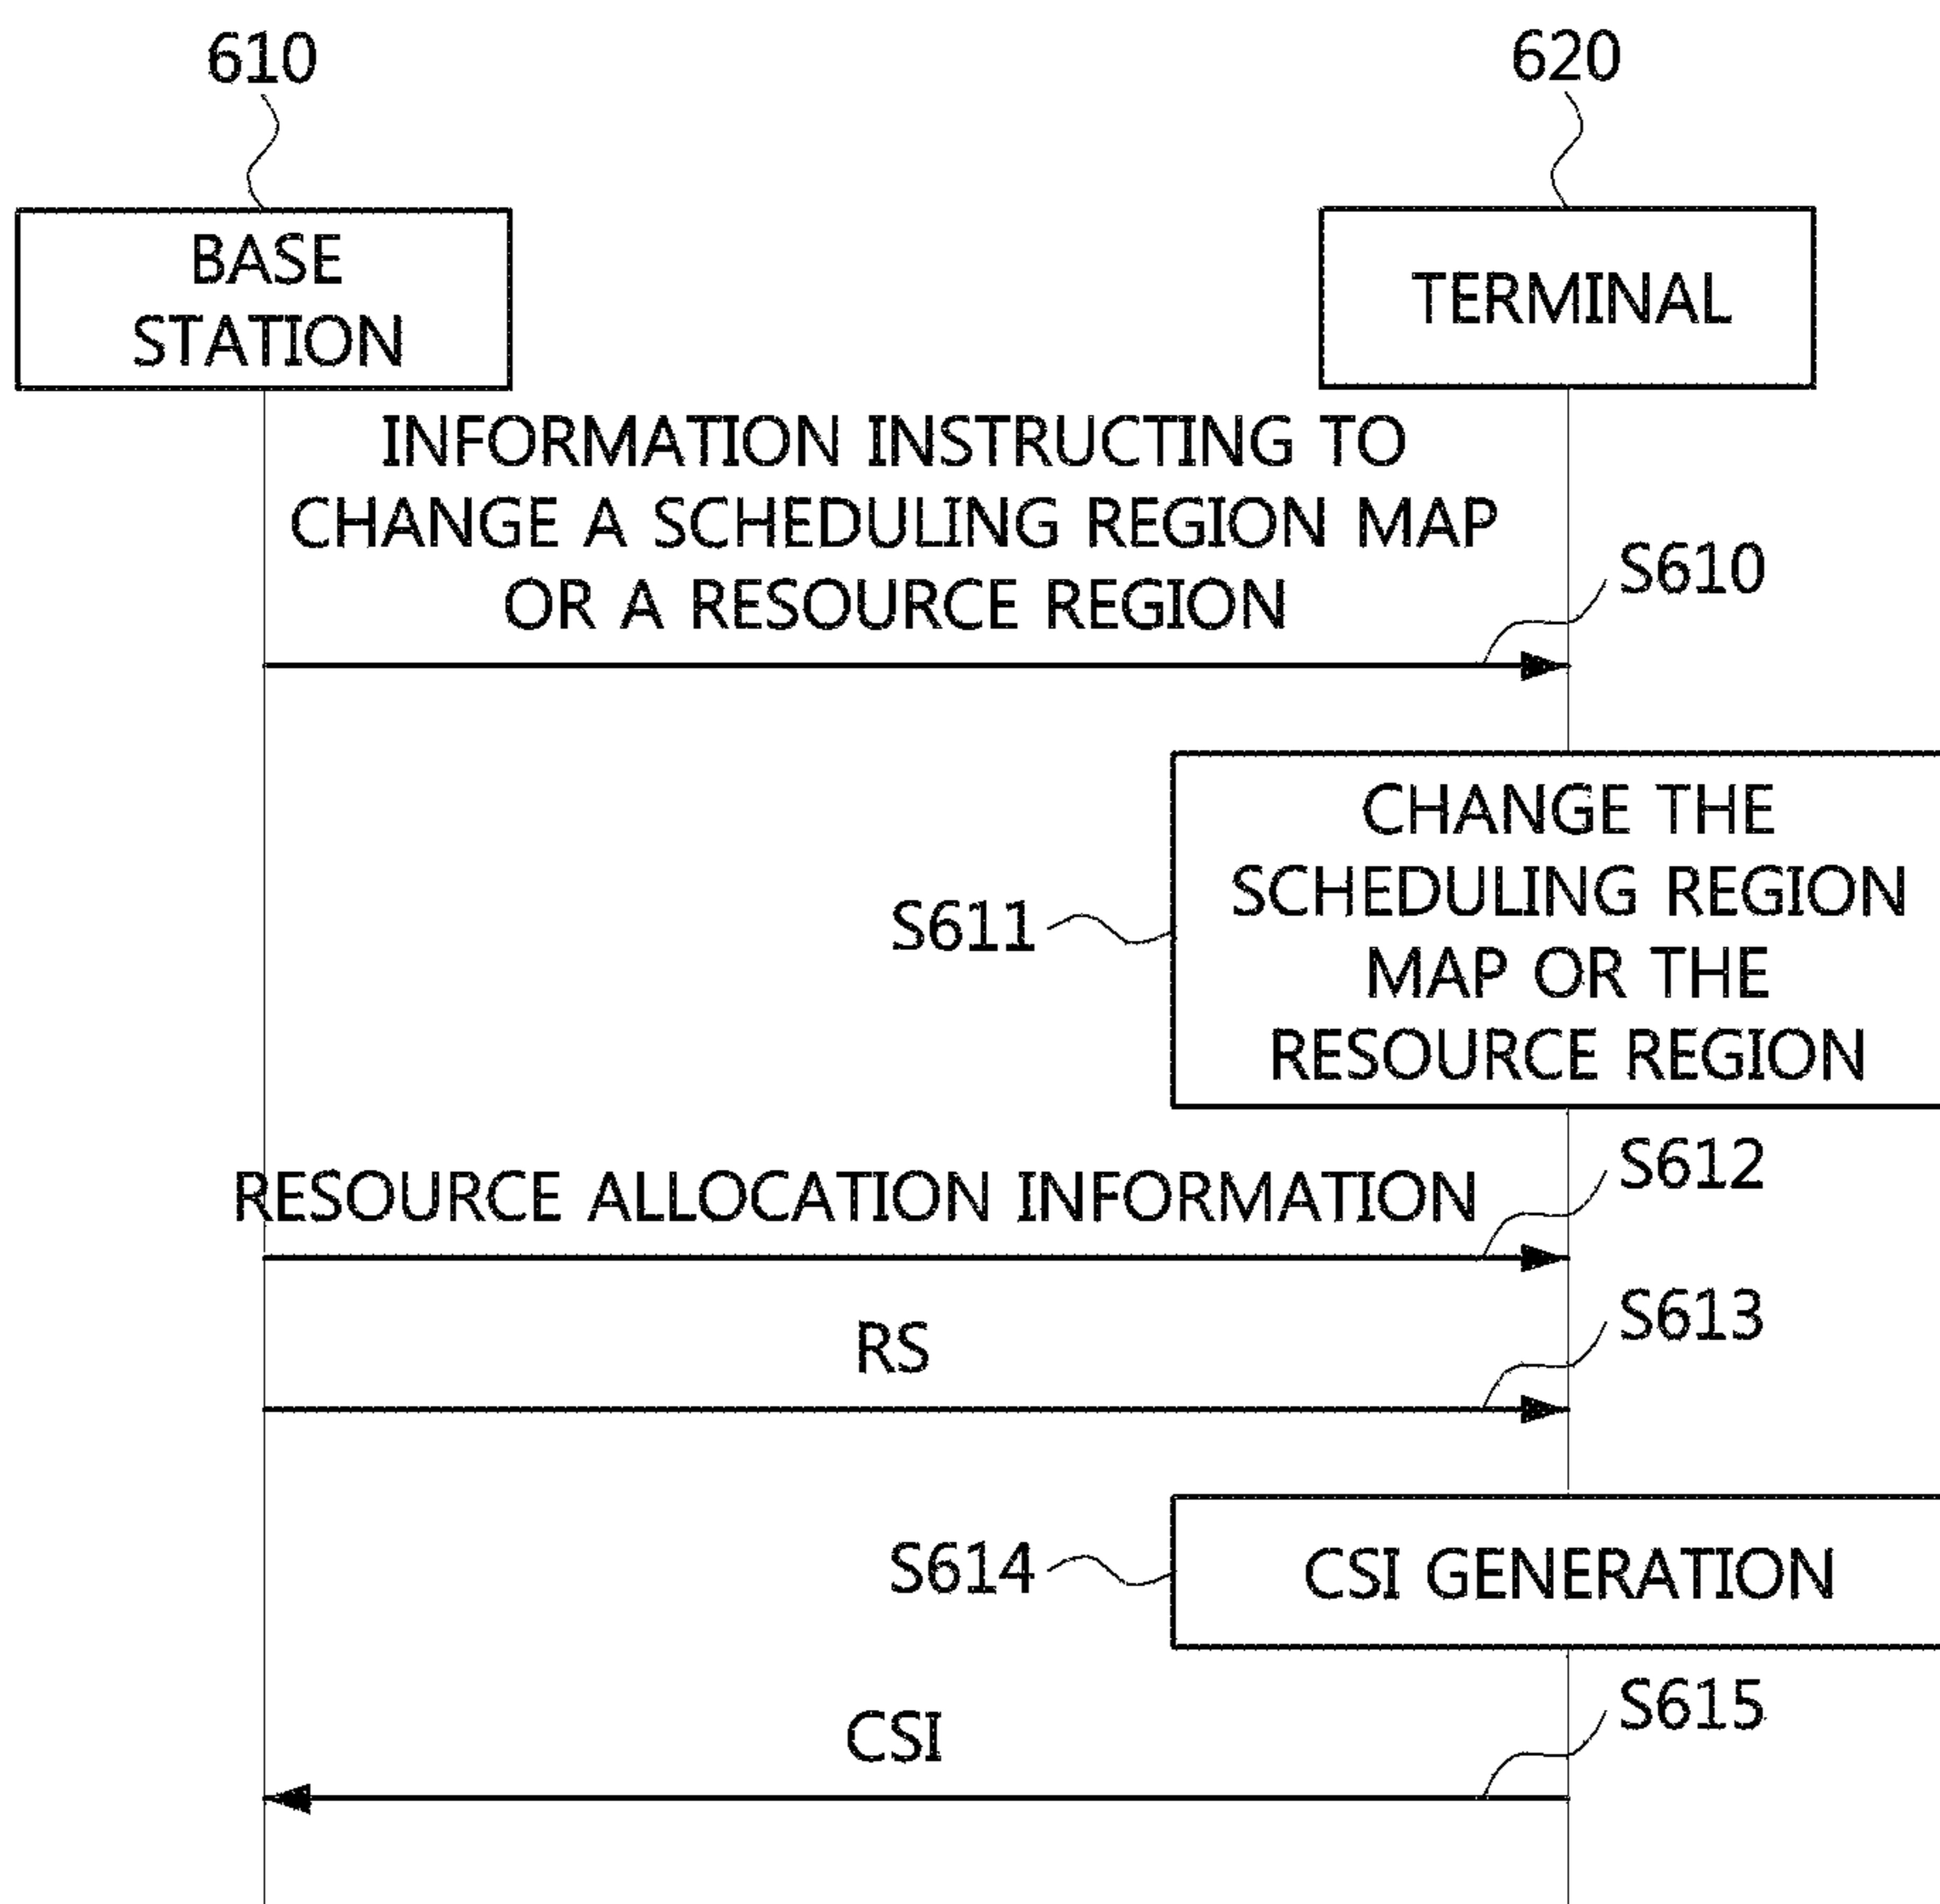 610
620
BASE
STATION
TERMINAL
INFORMATION INSTRUCTING TO
CHANGE A SCHEDULING REGION MAP
OR A RESOURCE REGION
S610
CHANGE THE
SCHEDULING REGION
MAP OR THE
RESOURCE REGION
S611
RESOURCE ALLOCATION INFORMATION
S612
RS
S613
S614
CSI GENERATION
CSI
S615